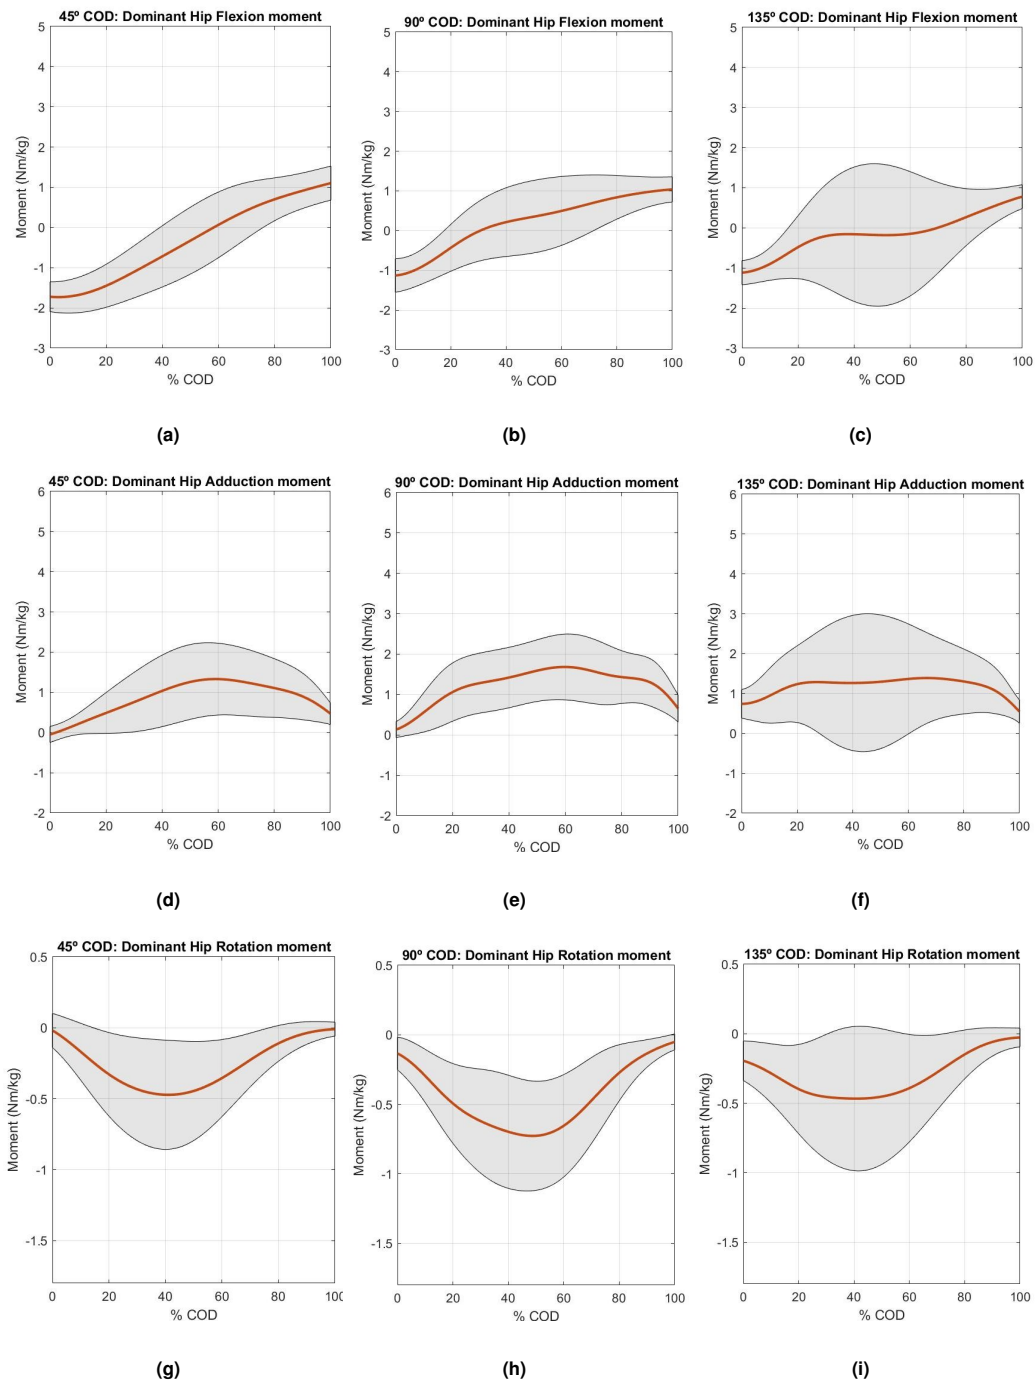 45º COD: Dominant Hip Flexion moment
5
4
3
2
1
0
-1
-2
-3
Moment (Nm/kg)
0 20 40 60 80 100
% COD
(a)
90º COD: Dominant Hip Flexion moment
5
4
3
2
1
0
-1
-2
-3
Moment (Nm/kg)
0 20 40 60 80 100
% COD
(b)
135º COD: Dominant Hip Flexion moment
5
4
3
2
1
0
-1
-2
-3
Moment (Nm/kg)
0 20 40 60 80 100
% COD
(c)
45º COD: Dominant Hip Adduction moment
6
5
4
3
2
1
0
-1
-2
Moment (Nm/kg)
0 20 40 60 80 100
% COD
(d)
90º COD: Dominant Hip Adduction moment
6
5
4
3
2
1
0
-1
-2
Moment (Nm/kg)
0 20 40 60 80 100
% COD
(e)
135º COD: Dominant Hip Adduction moment
6
5
4
3
2
1
0
-1
-2
Moment (Nm/kg)
0 20 40 60 80 100
% COD
(f)
45º COD: Dominant Hip Rotation moment
0.5
0
-0.5
-1
-1.5
Moment (Nm/kg)
0 20 40 60 80 100
% COD
(g)
90º COD: Dominant Hip Rotation moment
0.5
0
-0.5
-1
-1.5
Moment (Nm/kg)
0 20 40 60 80 100
% COD
(h)
135º COD: Dominant Hip Rotation moment
0.5
0
-0.5
-1
-1.5
Moment (Nm/kg)
0 20 40 60 80 100
% COD
(i)